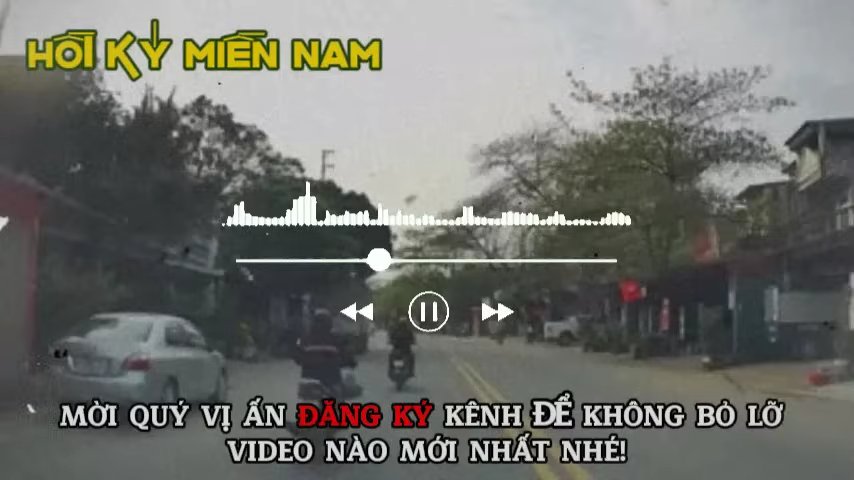 HỒI KÝ MIỀN NAM
MỜI QUÝ VỊ ẤN ĐĂNG KÝ KÊNH ĐỂ KHÔNG BỎ LỠ
VIDEO NÀO MỚI NHẤT NHÉ!